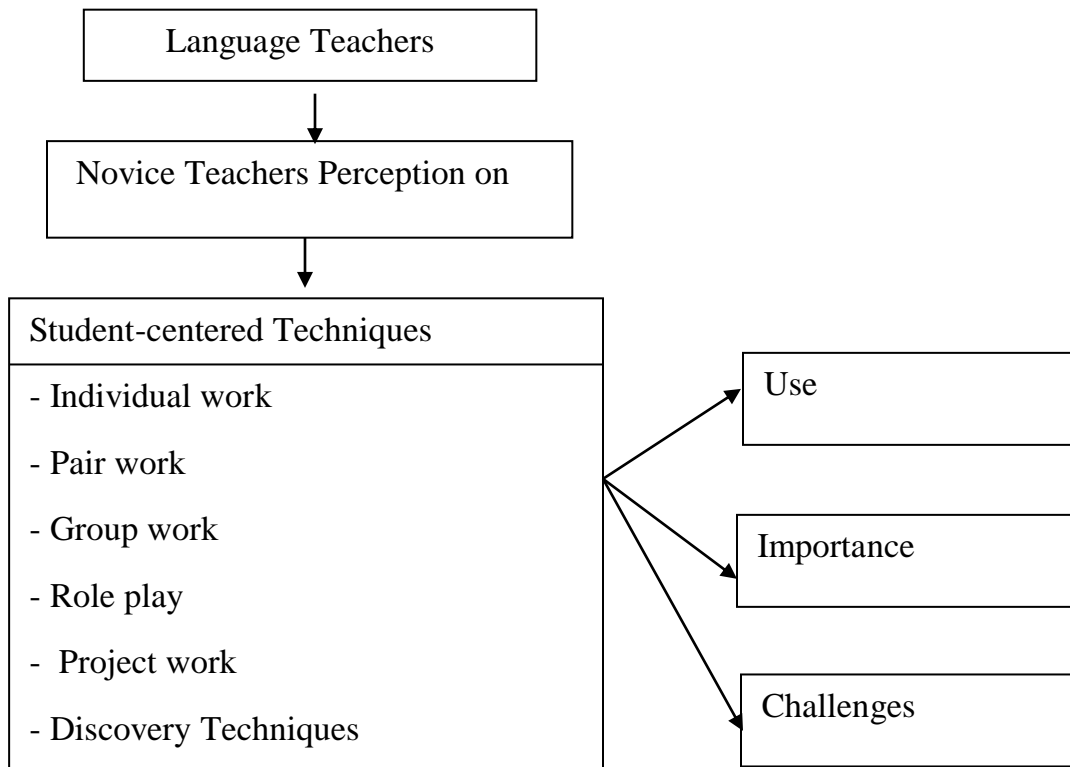 Language Teachers
Novice Teachers Perception on
Student-centered Techniques
- Individual work
- Pair work
- Group work
- Role play
- Project work
- Discovery Techniques
Use
Importance
Challenges